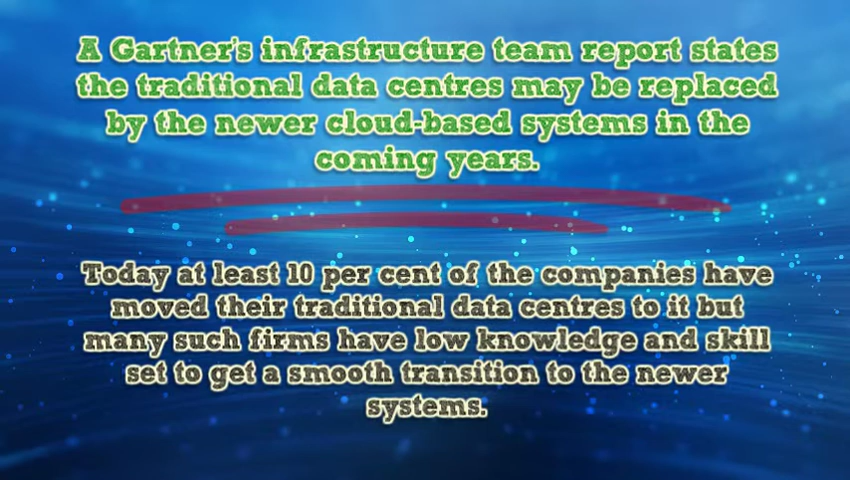 A Gartner's infrastructure team report states
the traditional data centres may be replaced
by the newer cloud-based systems in the
coming years.
Today at least 10 per cent of the companies have
moved their traditional data centres to it but
many such firms have low knowledge and skill
set to get a smooth transition to the newer
systems.